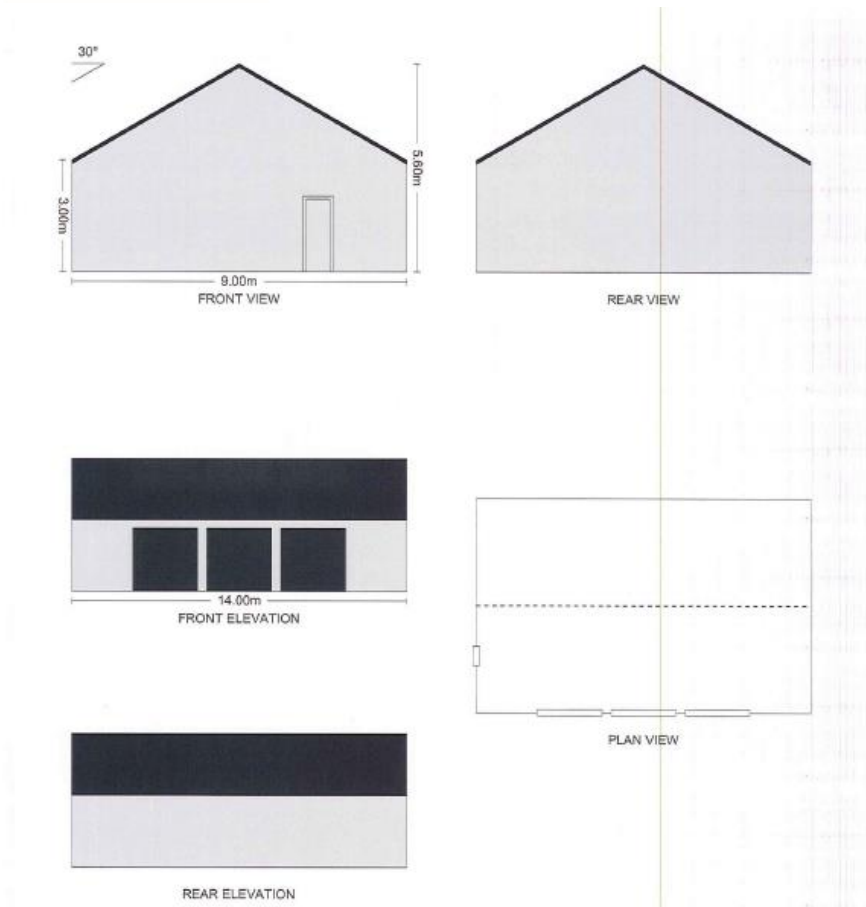 30°
3.00m
5.60m
9.00m
FRONT VIEW
REAR VIEW
14.00m
FRONT ELEVATION
PLAN VIEW
REAR ELEVATION